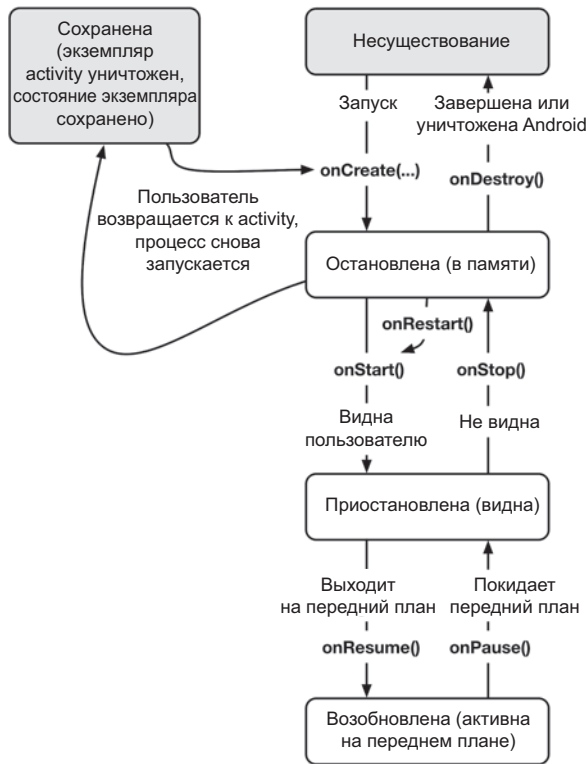 Сохранена
(экземпляр
activity уничтожен,
состояние экземпляра
сохранено)
Несуществование
Запуск
Завершена или
уничтожена Android
onCreate(...)
onDestroy()
Пользователь
возвращается к activity,
процесс снова
запускается
Остановлена (в памяти)
onRestart()
onStart()
onStop()
Видна
пользователю
Не видна
Приостановлена (видна)
Выходит
на передний план
Покидает
передний план
onResume()
onPause()
Возобновлена (активна
на переднем плане)